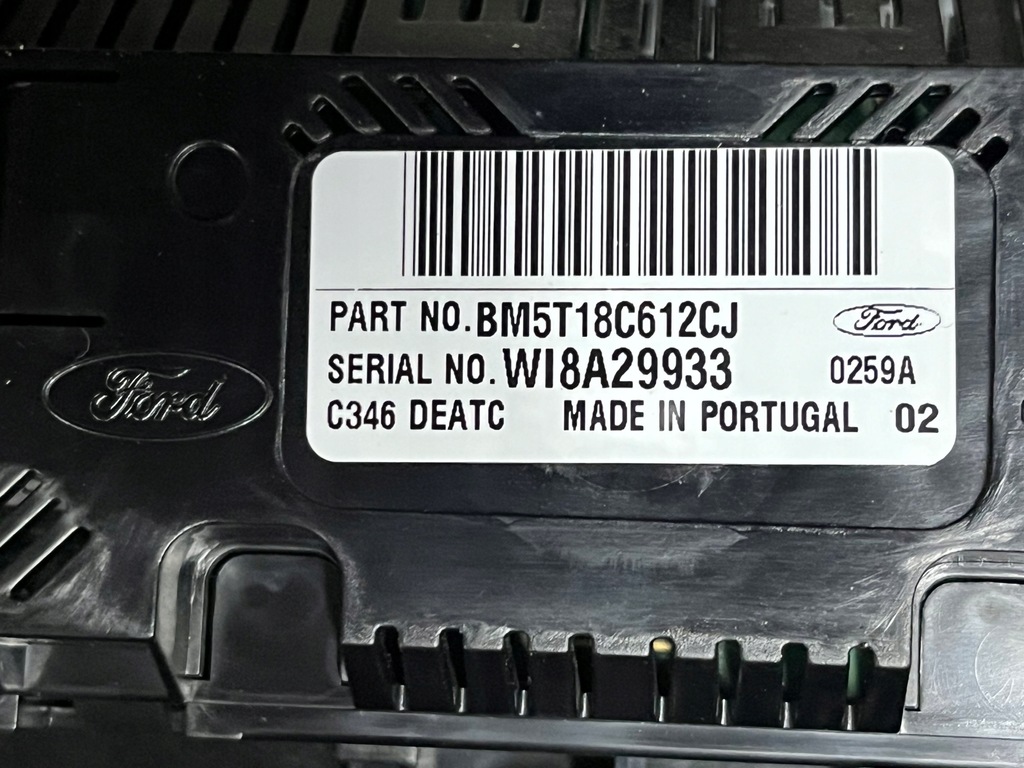 PART NO. BM5T18C612CJ Ford
SERIAL NO. WI8A29933 0259A
C346 DEATC MADE IN PORTUGAL 02
Ford